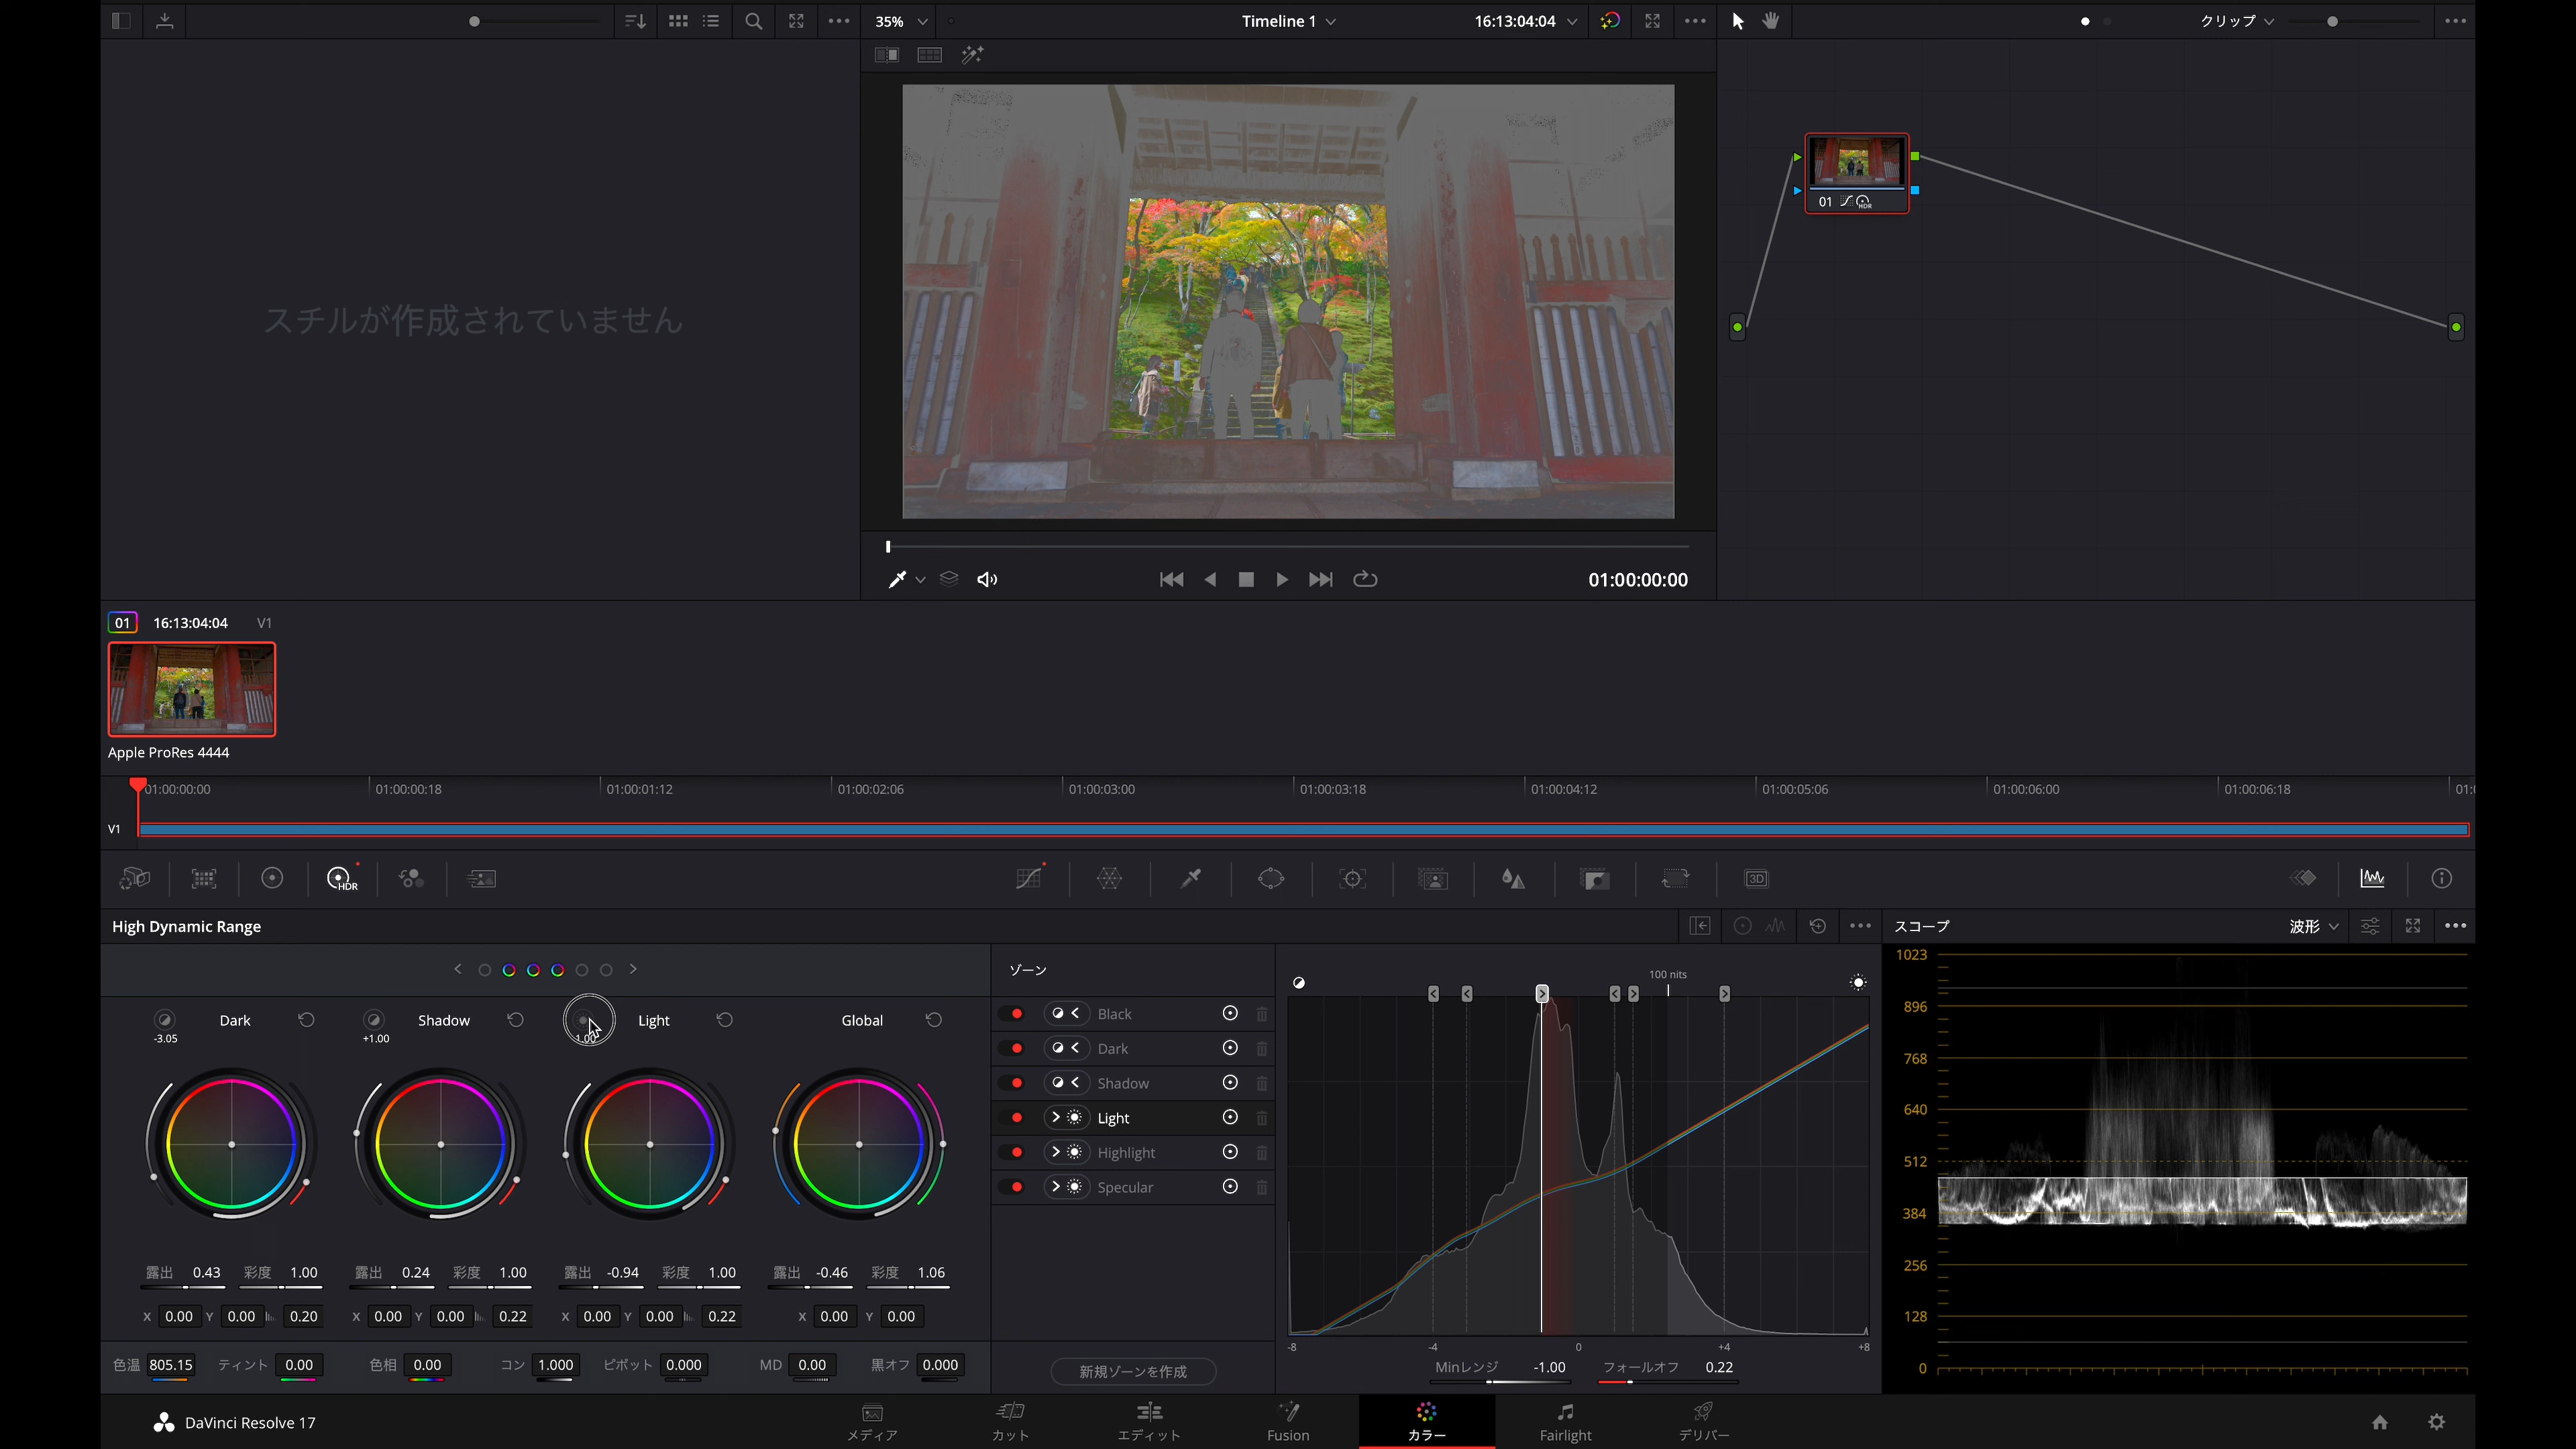 35%
Timeline 1
16:13:04:04
クリップ
スチルが作成されていません
01
HDR
01:00:00:00
01 16:13:04:04 V1
Apple ProRes 4444
01:00:00:00 01:00:00:18 01:00:01:12 01:00:02:06 01:00:03:00 01:00:03:18 01:00:04:12 01:00:05:06 01:00:06:00 01:00:06:18
V1
HDR
3D
High Dynamic Range
スコープ
波形
Dark
-3.05
Shadow
+1.00
Light
Global
露出 0.43 彩度 1.00
露出 0.24 彩度 1.00
露出 -0.94 彩度 1.00
露出 -0.46 彩度 1.06
X 0.00 Y 0.00 0.20
X 0.00 Y 0.00 0.22
X 0.00 Y 0.00 0.22
X 0.00 Y 0.00
色温 805.15 ティント 0.00 色相 0.00 コン 1.000 ピボット 0.000 MD 0.00 黒オフ 0.000
ゾーン
Black
Dark
Shadow
Light
Highlight
Specular
新規ゾーンを作成
100 nits
-8 -4 0 +4 +8
Minレンジ -1.00 フォールオフ 0.22
1023
896
768
640
512
384
256
128
0
DaVinci Resolve 17
メディア
カット
エディット
Fusion
カラー
Fairlight
デリバー